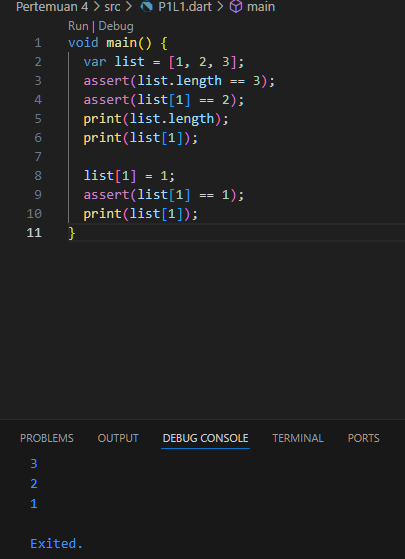 Pertemuan 4 > src > P1L1.dart > main
Run | Debug
1 void main() {
2   var list = [1, 2, 3];
3   assert(list.length == 3);
4   assert(list[1] == 2);
5   print(list.length);
6   print(list[1]);
7
8   list[1] = 1;
9   assert(list[1] == 1);
10   print(list[1]);
11 }
PROBLEMS OUTPUT DEBUG CONSOLE TERMINAL PORTS
3
2
1
Exited.